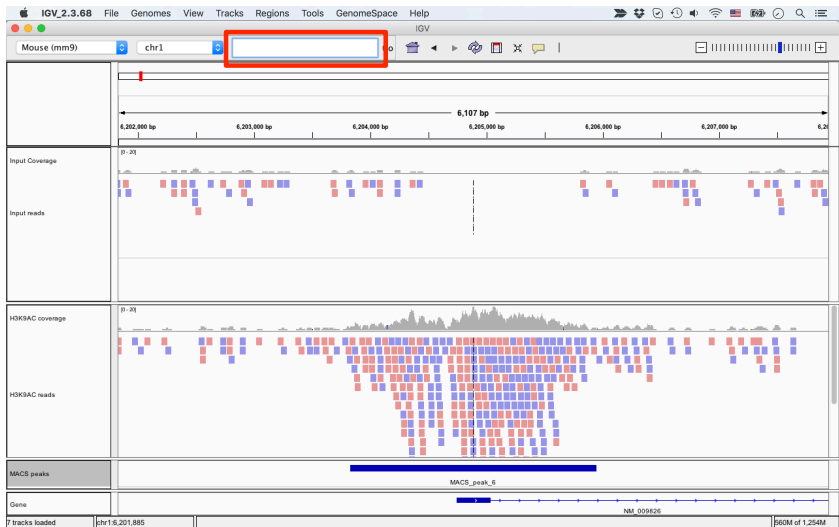 IGV_2.3.68 File Genomes View Tracks Regions Tools GenomeSpace Help
IGV
Mouse (mm9) chr1
6,107 bp
6,202,000 bp 6,203,000 bp 6,204,000 bp 6,205,000 bp 6,206,000 bp 6,207,000 bp 6,20
[0 - 20]
Input Coverage
Input reads
[0 - 20]
H3K9AC coverage
H3K9AC reads
MACS peaks
MACS_peak_6
Gene
NM_009826
7 tracks loaded chr1:6,201,885 560M of 1,254M